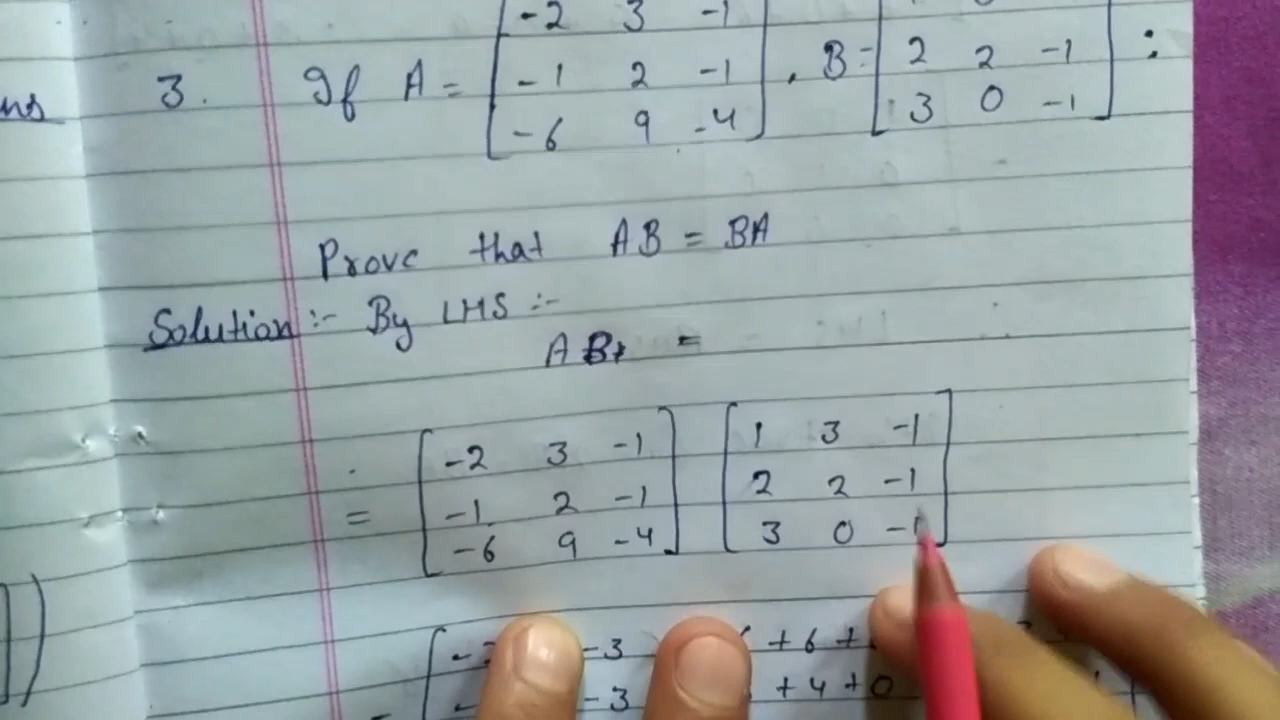 -2 3 -1
3. If A = -1 2 -1 , B = 2 2 -1 :
-6 9 -4 3 0 -1
Prove that AB = BA
Solution :- By LHS :-
AB =
-2 3 -1 1 3 -1
= -1 2 -1 2 2 -1
-6 9 -4 3 0 -1
-3 + 6 +
-3 + 4 + 0